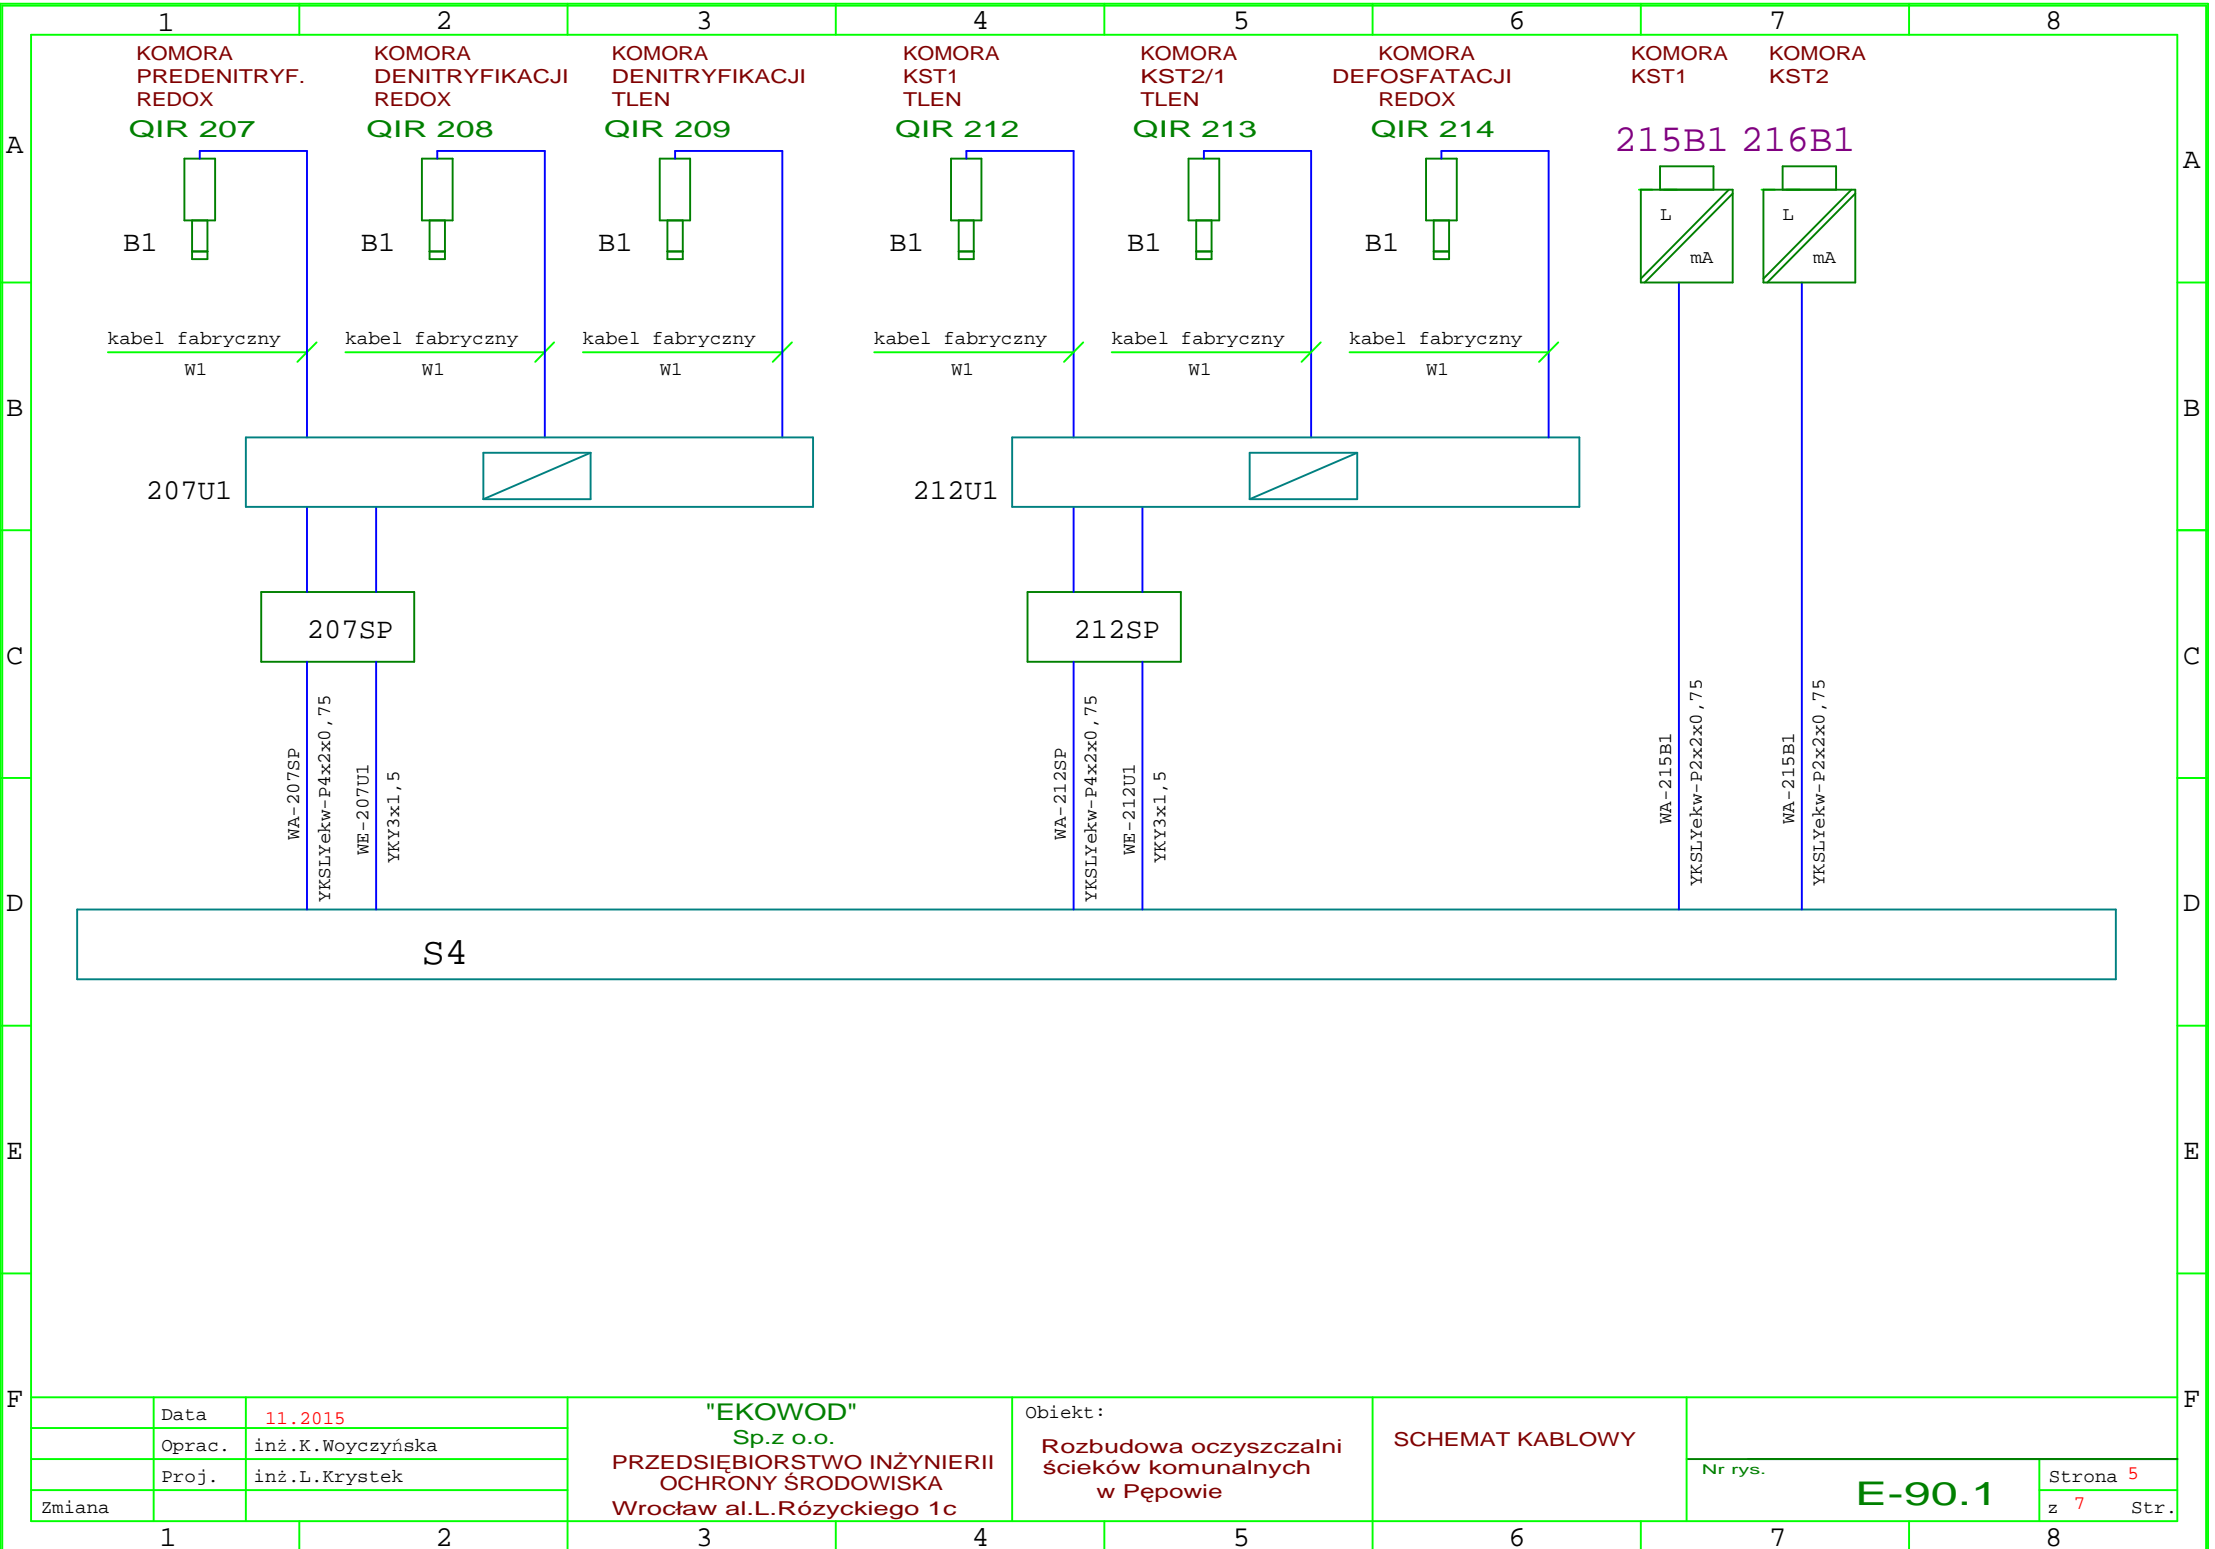 1 2 3 4 5 6 7 8
KOMORA
PREDENITRYF.
REDOX
QIR 207
KOMORA
DENITRYFIKACJI
REDOX
QIR 208
KOMORA
DENITRYFIKACJI
TLEN
QIR 209
KOMORA
KST1
TLEN
QIR 212
KOMORA
KST2/1
TLEN
QIR 213
KOMORA
DEFOSFATACJI
REDOX
QIR 214
KOMORA
KST1
215B1
KOMORA
KST2
216B1
A A
L
mA
L
mA
B1 B1 B1 B1 B1 B1
kabel fabryczny
W1
kabel fabryczny
W1
kabel fabryczny
W1
kabel fabryczny
W1
kabel fabryczny
W1
kabel fabryczny
W1
B B
207U1
212U1
207SP
212SP
C C
WA-207SP
YKSLYekw-P4x2x0,75
WE-207U1
YKY3x1,5
WA-212SP
YKSLYekw-P4x2x0,75
WE-212U1
YKY3x1,5
WA-215B1
YKSLYekw-P2x2x0,75
WA-215B1
YKSLYekw-P2x2x0,75
D D
S4
E E
F F
Data 11.2015
Oprac. inż.K.Woyczyńska
Proj. inż.L.Krystek
Zmiana
"EKOWOD"
Sp.z o.o.
PRZEDSIĘBIORSTWO INŻYNIERII
OCHRONY ŚRODOWISKA
Wrocław al.L.Rózyckiego 1c
Obiekt:
Rozbudowa oczyszczalni
ścieków komunalnych
w Pępowie
SCHEMAT KABLOWY
Nr rys.
E-90.1
Strona 5
z 7 Str.
1 2 3 4 5 6 7 8